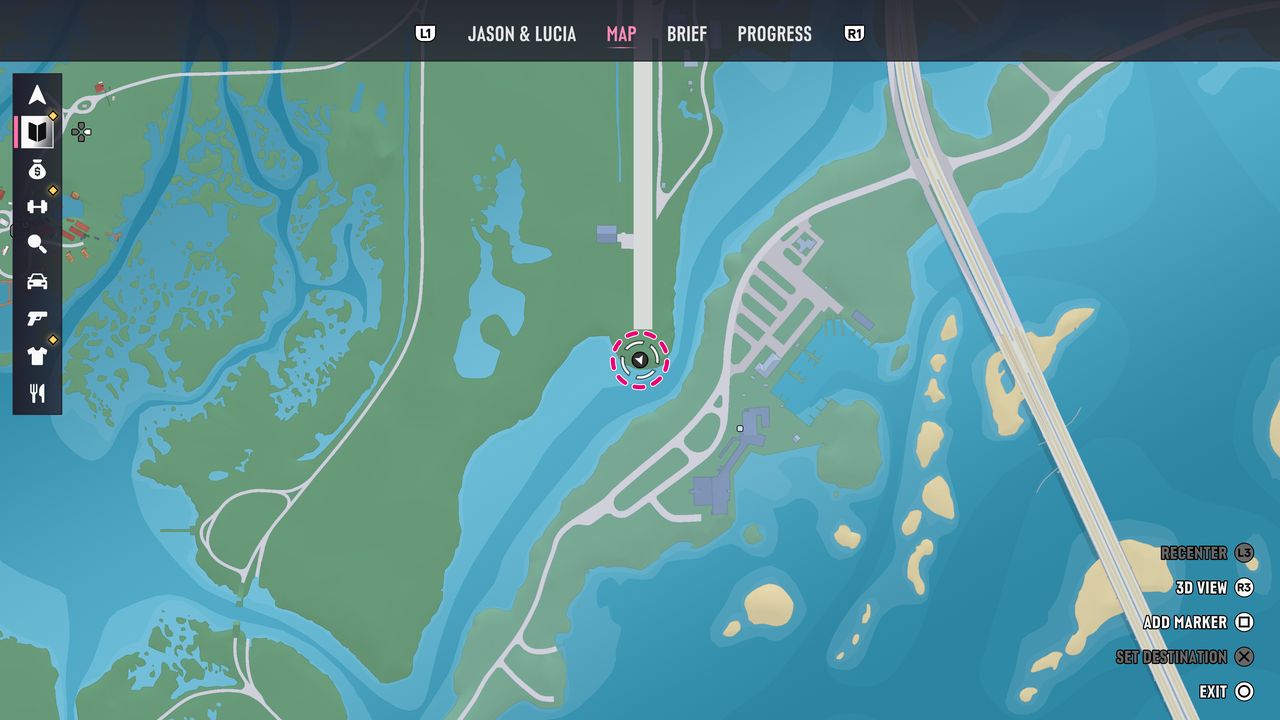 L1 JASON & LUCIA MAP BRIEF PROGRESS R1
$
RECENTER L3
3D VIEW R3
ADD MARKER
SET DESTINATION
EXIT